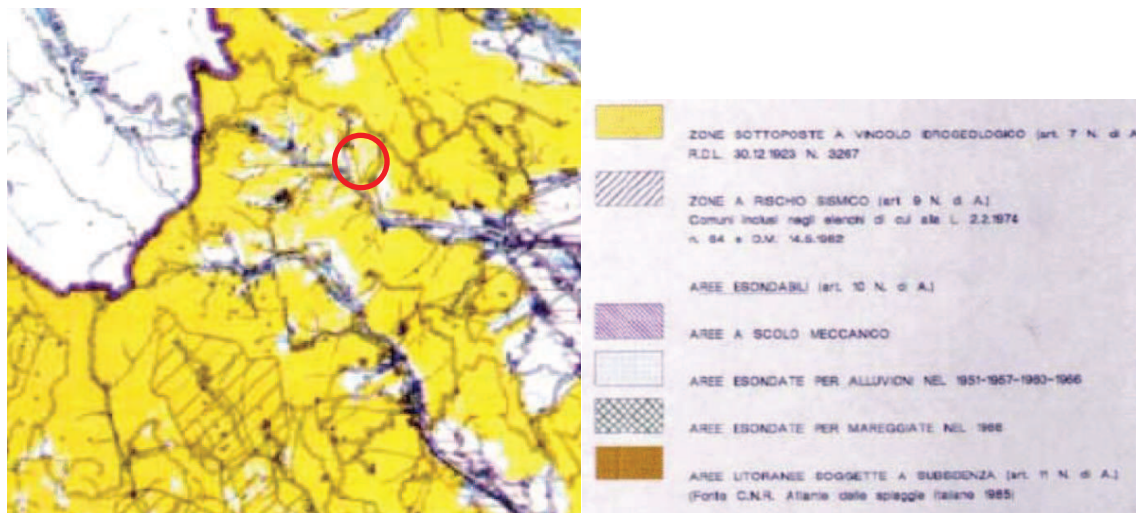 ZONE SOTTOPOSTE A VINCOLO IDROGEOLOGICO (art. 7 N. di A
R.D.L. 30.12.1923 N. 3267
ZONE A RISCHIO SISMICO (art. 9 N. di A.)
Comuni inclusi negli elenchi di cui alla L. 2.2.1974
n. 64 e D.M. 14.5.1982
AREE ESONDABILI (art. 10 N. di A.)
AREE A SCOLO MECCANICO
AREE ESONDATE PER ALLUVIONI NEL 1951-1957-1960-1966
AREE ESONDATE PER MAREGGIATE NEL 1966
AREE LITORANEE SOGGETTE A SUBSIDENZA (art. 11 N. di A.)
(Fonte C.N.R. Atlante delle spiagge italiane 1985)